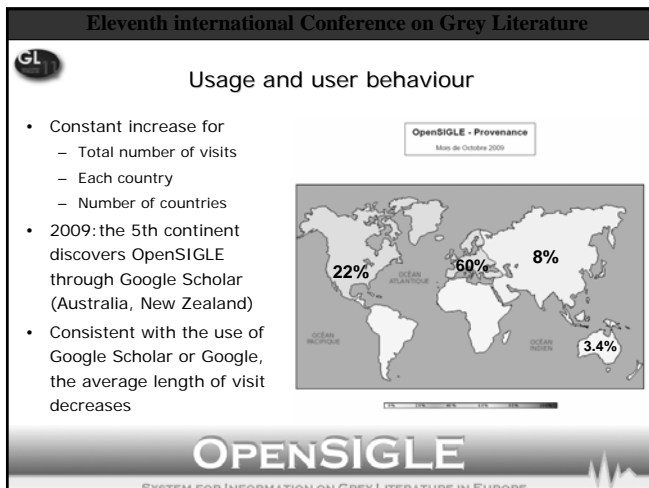 Eleventh international Conference on Grey Literature
GL
11
Usage and user behaviour
• Constant increase for
– Total number of visits
– Each country
– Number of countries
• 2009: the 5th continent
discovers OpenSIGLE
through Google Scholar
(Australia, New Zealand)
• Consistent with the use of
Google Scholar or Google,
the average length of visit
decreases
OpenSIGLE - Provenance
Mois de Octobre 2009
22%
60%
8%
OCÉAN
ATLANTIQUE
OCÉAN
PACIFIQUE
OCÉAN
INDIEN
3.4%
OPENSIGLE
SYSTEM FOR INFORMATION ON GREY LITERATURE IN EUROPE